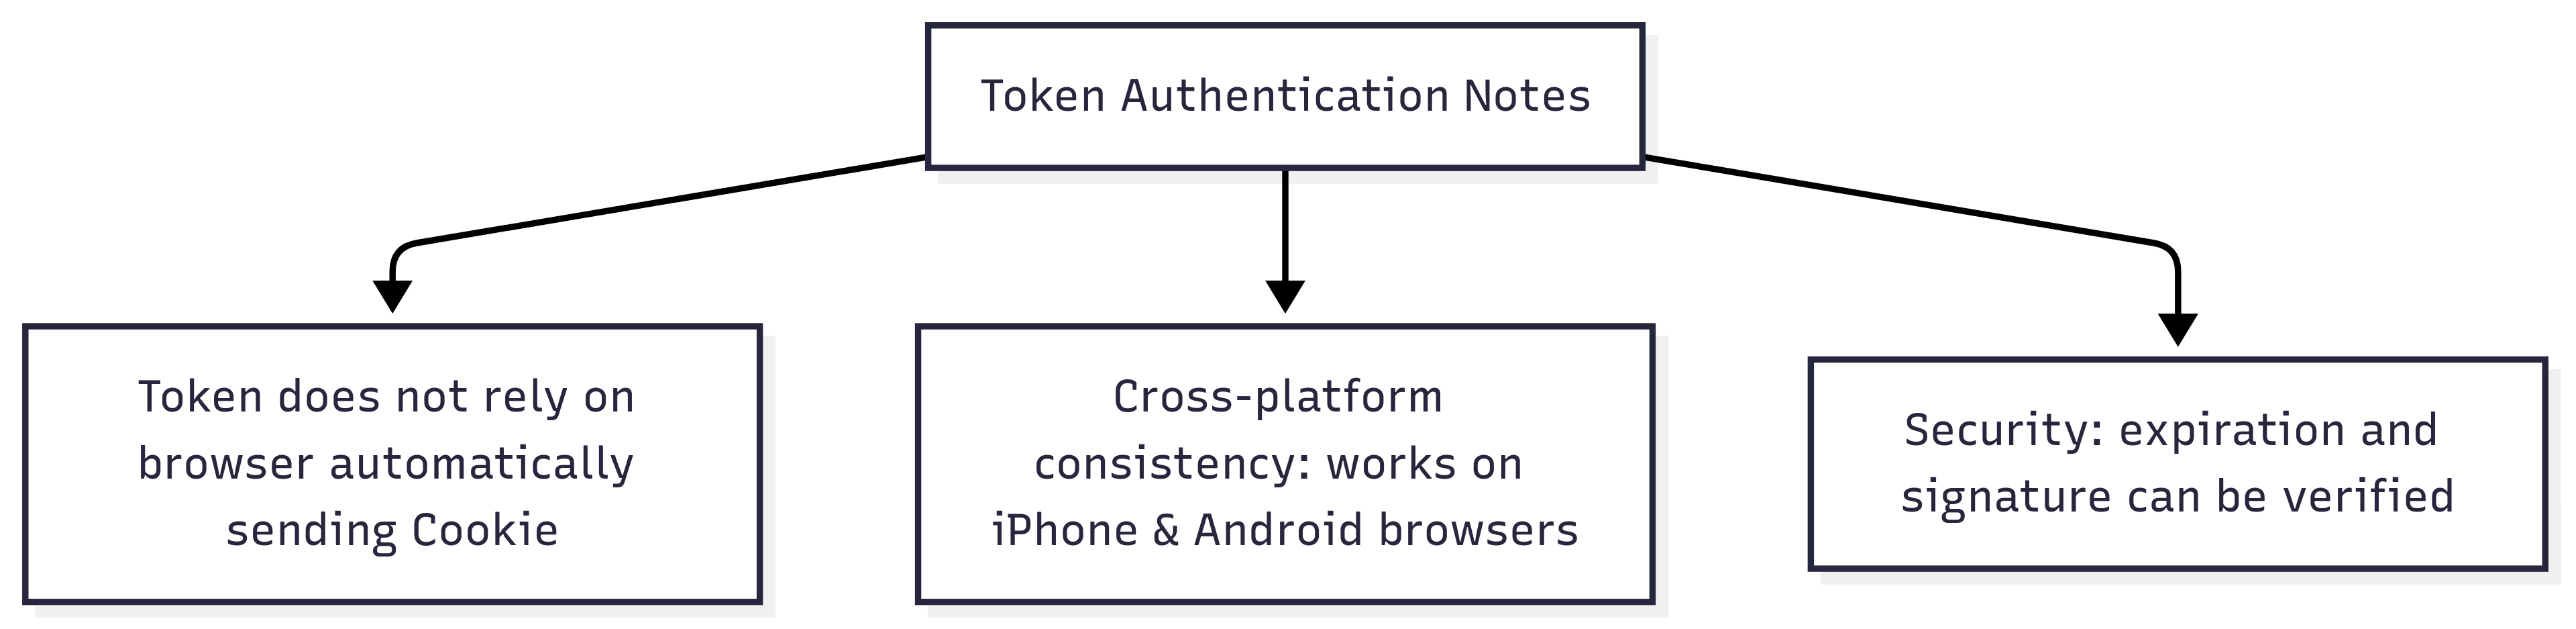 Token Authentication Notes
Token does not rely on
browser automatically
sending Cookie
Cross-platform
consistency: works on
iPhone & Android browsers
Security: expiration and
signature can be verified